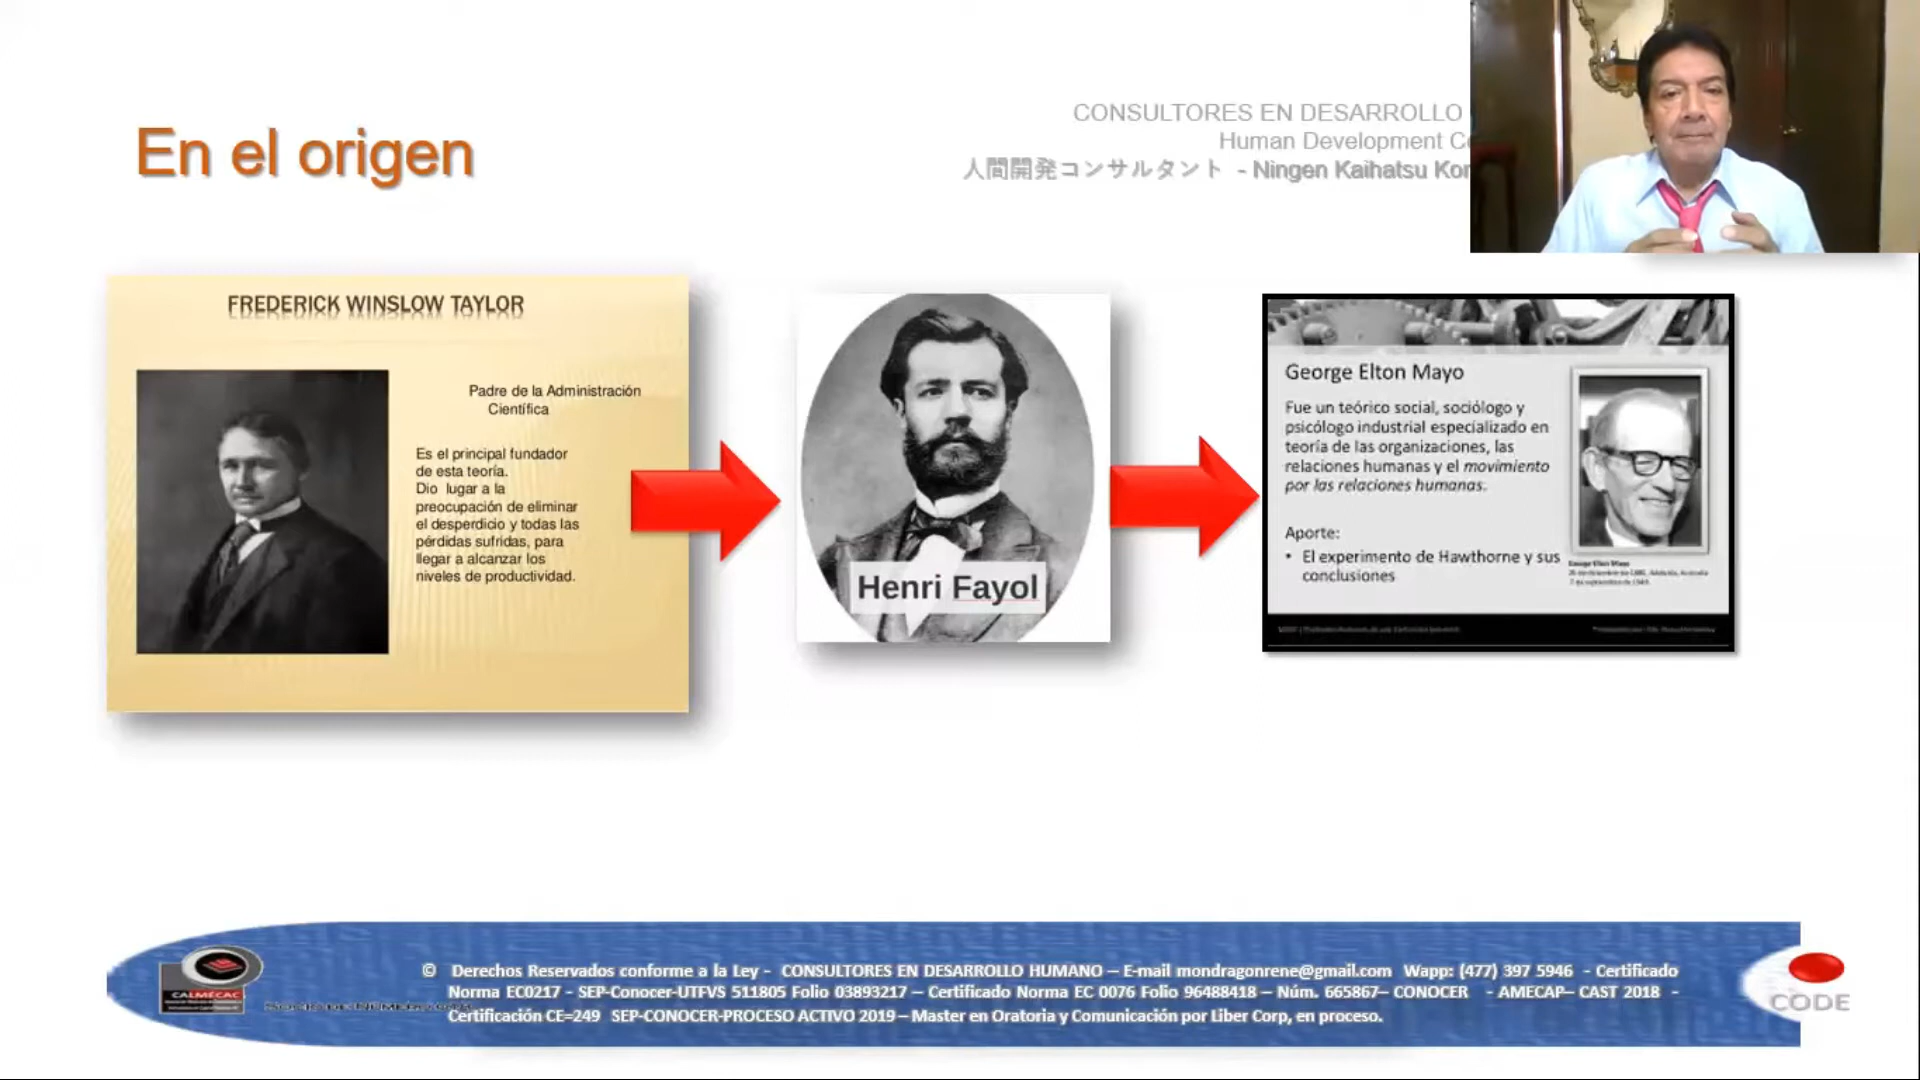 En el origen
CONSULTORES EN DESARROLLO
Human Development
人間開発コンサルタント - Ningen Kaihatsu
FREDERICK WINSLOW TAYLOR
Padre de la Administración
Científica
Es el principal fundador
de esta teoría.
Dio lugar a la
preocupación de eliminar
el desperdicio y todas las
pérdidas sufridas, para
llegar a alcanzar los
niveles de productividad.
Henri Fayol
George Elton Mayo
Fue un teórico social, sociólogo y
psicólogo industrial especializado en
teoría de las organizaciones, las
relaciones humanas y el movimiento
por las relaciones humanas.
Aporte:
• El experimento de Hawthorne y sus
conclusiones
George Elton Mayo
CALMECAC
© Derechos Reservados conforme a la Ley - CONSULTORES EN DESARROLLO HUMANO – E-mail mondragonrene@gmail.com Wapp: (477) 397 5946 - Certificado
Norma EC0217 - SEP-Conocer-UTFVS 511805 Folio 03893217 – Certificado Norma EC 0076 Folio 96488418 – Núm. 665867– CONOCER - AMECAP– CAST 2018 -
Certificación CE=249 SEP-CONOCER-PROCESO ACTIVO 2019 – Master en Oratoria y Comunicación por Liber Corp, en proceso.
CODE